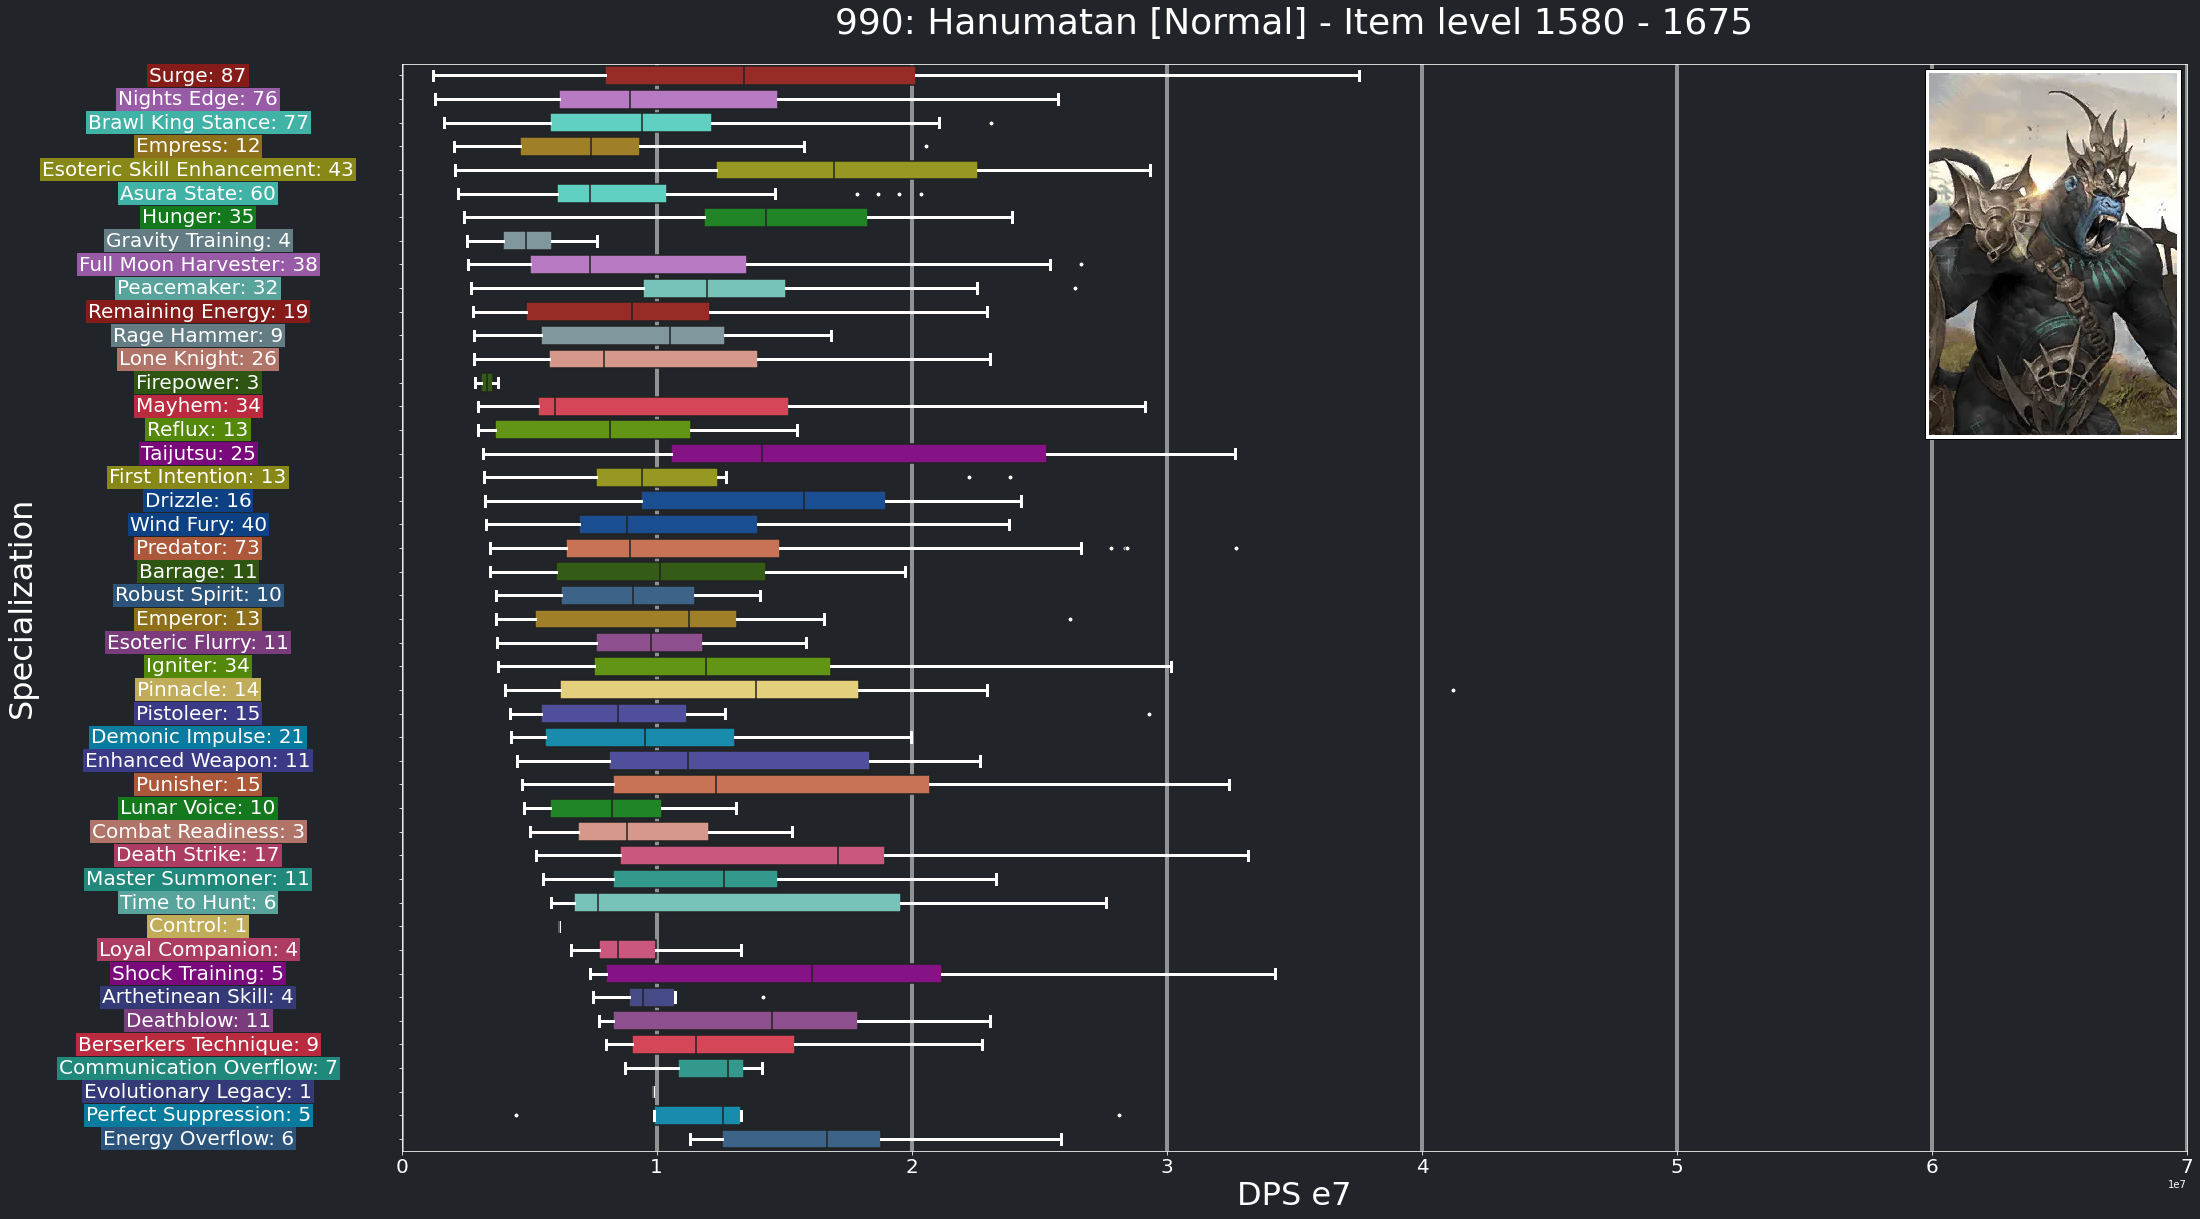 990: Hanumatan [Normal] - Item level 1580 - 1675
Specialization
Surge: 87
Nights Edge: 76
Brawl King Stance: 77
Empress: 12
Esoteric Skill Enhancement: 43
Asura State: 60
Hunger: 35
Gravity Training: 4
Full Moon Harvester: 38
Peacemaker: 32
Remaining Energy: 19
Rage Hammer: 9
Lone Knight: 26
Firepower: 3
Mayhem: 34
Reflux: 13
Taijutsu: 25
First Intention: 13
Drizzle: 16
Wind Fury: 40
Predator: 73
Barrage: 11
Robust Spirit: 10
Emperor: 13
Esoteric Flurry: 11
Igniter: 34
Pinnacle: 14
Pistoleer: 15
Demonic Impulse: 21
Enhanced Weapon: 11
Punisher: 15
Lunar Voice: 10
Combat Readiness: 3
Death Strike: 17
Master Summoner: 11
Time to Hunt: 6
Control: 1
Loyal Companion: 4
Shock Training: 5
Arthetinean Skill: 4
Deathblow: 11
Berserkers Technique: 9
Communication Overflow: 7
Evolutionary Legacy: 1
Perfect Suppression: 5
Energy Overflow: 6
0 1 2 3 4 5 6 7
1e7
DPS e7